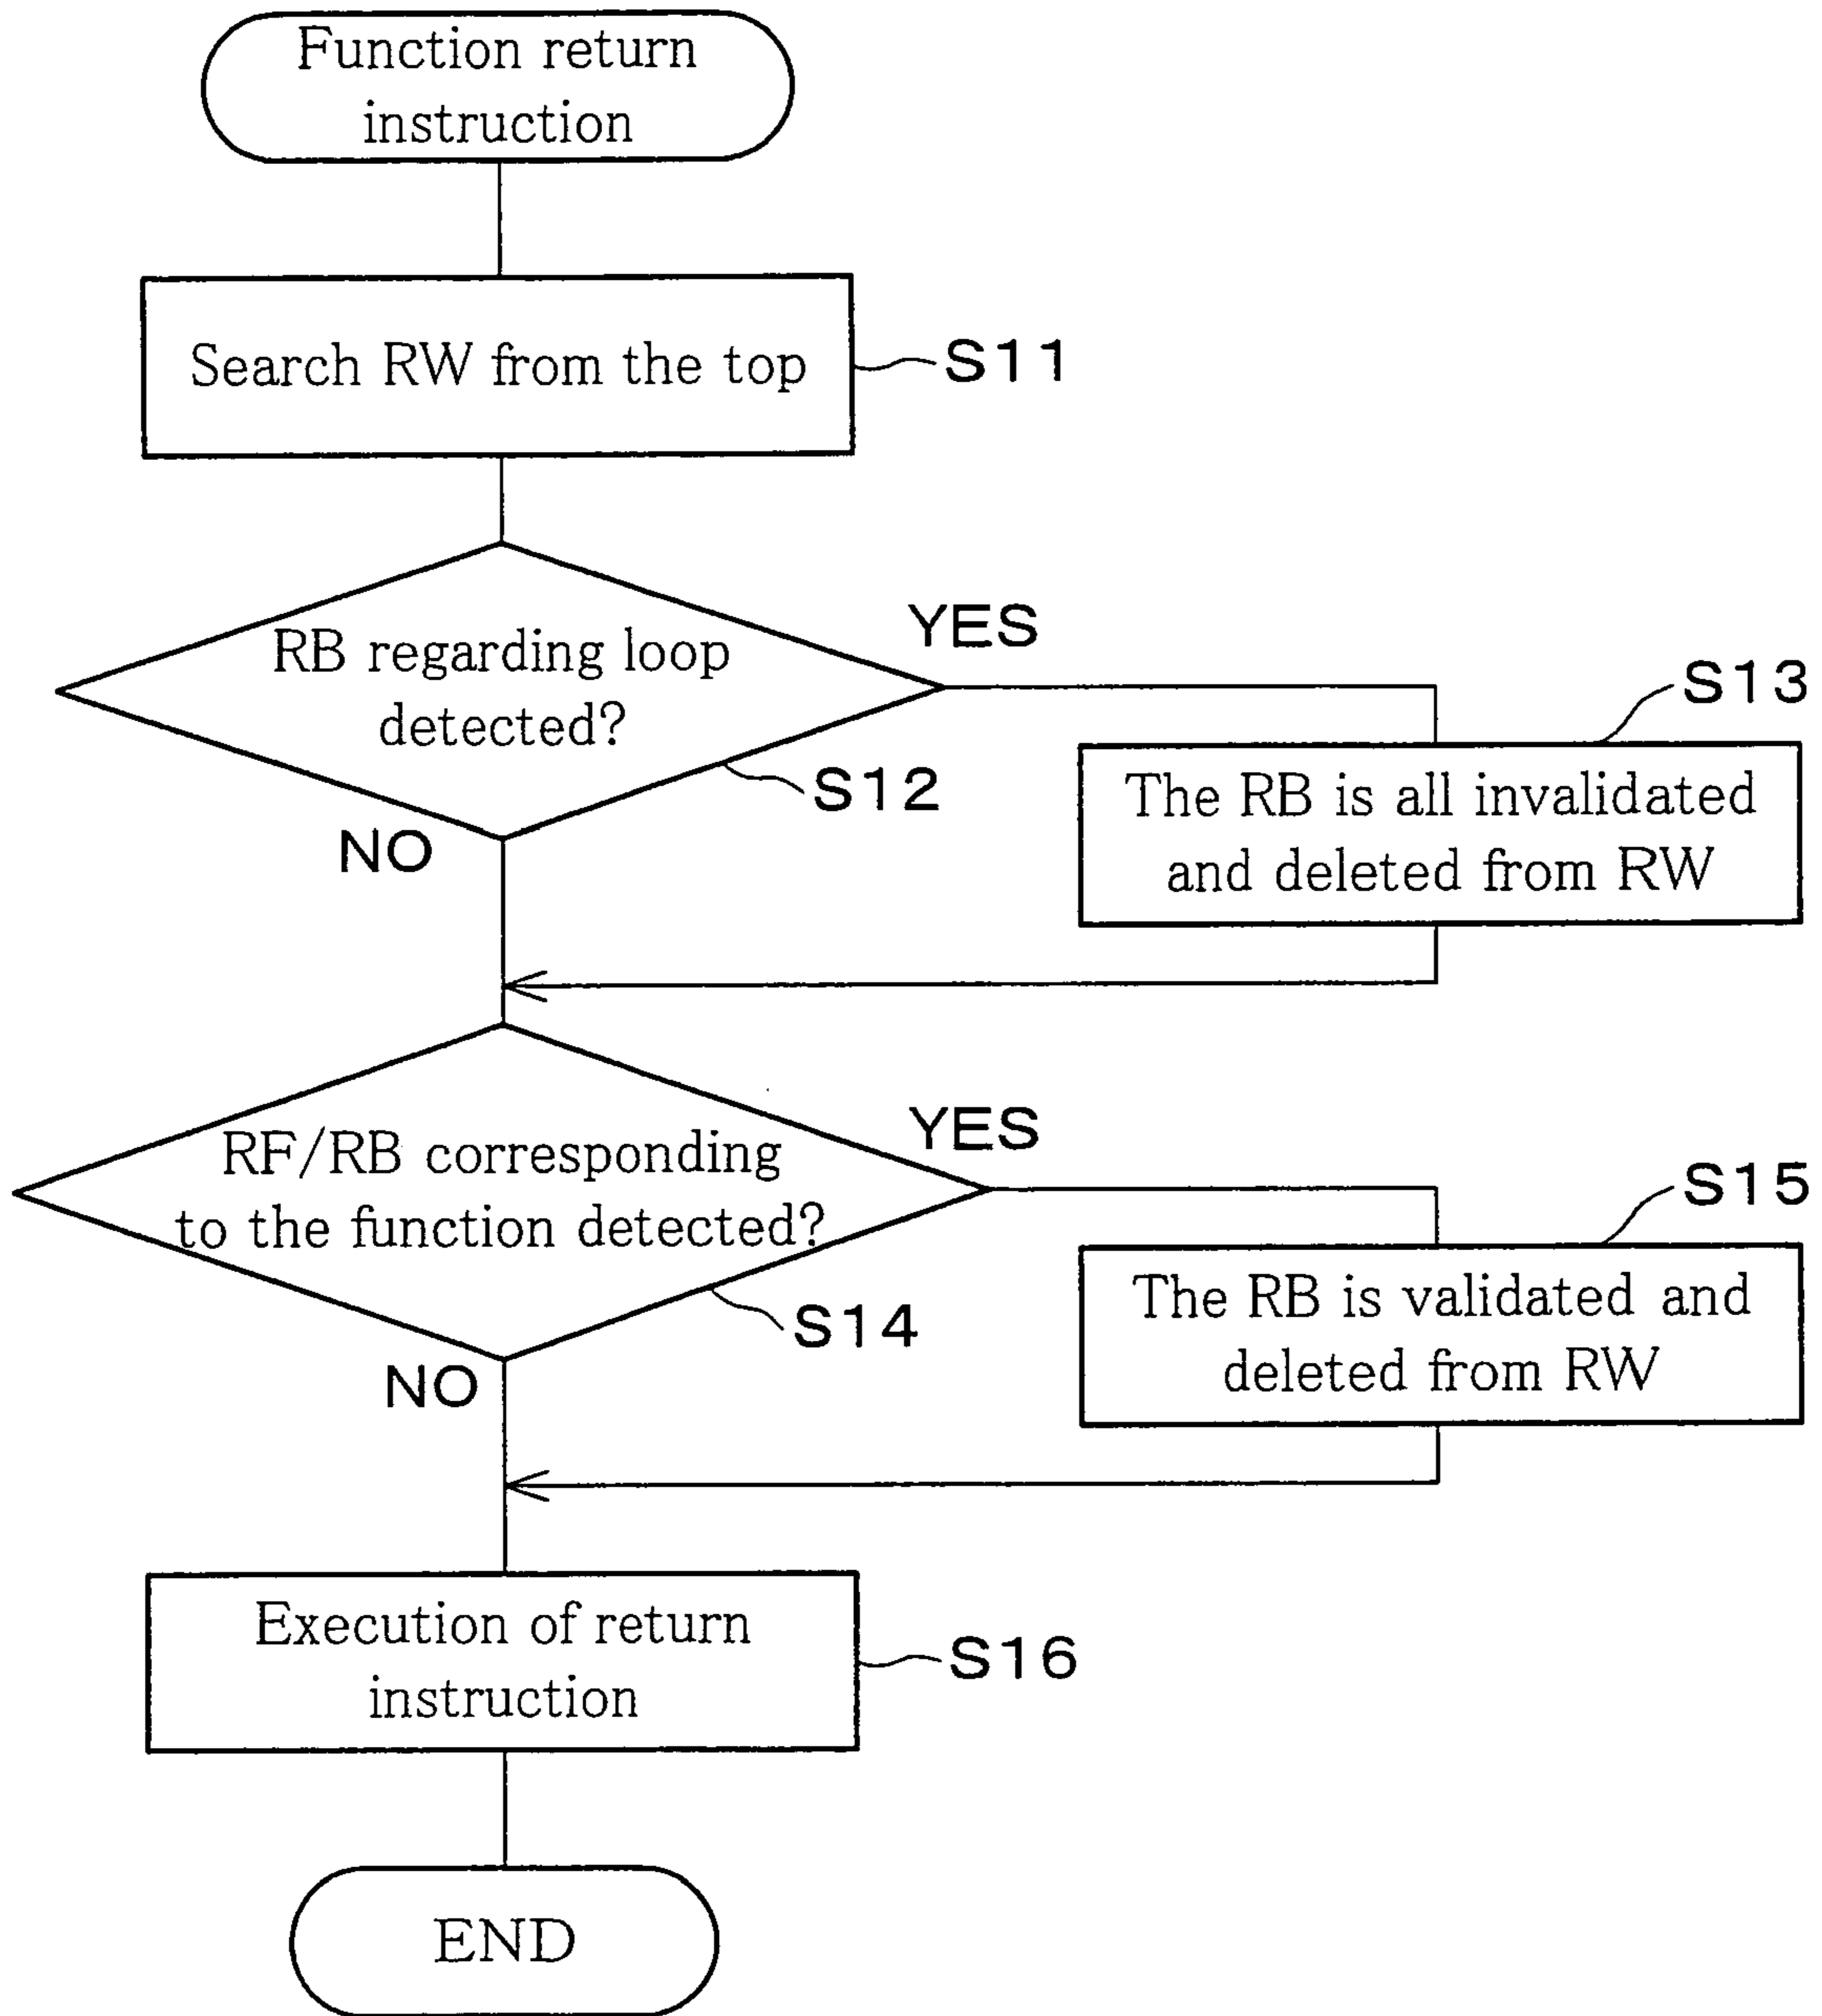 Function return
instruction
Search RW from the top
S11
RB regarding loop
detected?
YES
S12
NO
S13
The RB is all invalidated
and deleted from RW
RF/RB corresponding
to the function detected?
YES
S14
NO
S15
The RB is validated and
deleted from RW
Execution of return
instruction
S16
END